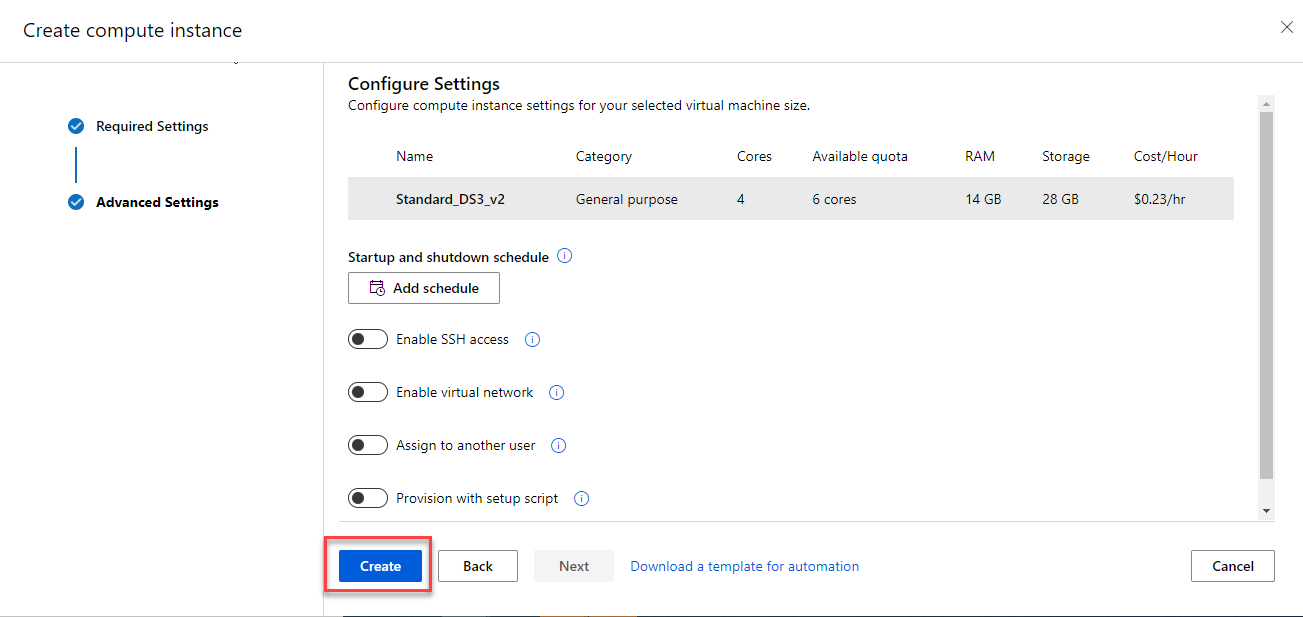 Create compute instance
Required Settings
Advanced Settings
Configure Settings
Configure compute instance settings for your selected virtual machine size.
Name Category Cores Available quota RAM Storage Cost/Hour
Standard_DS3_v2 General purpose 4 6 cores 14 GB 28 GB $0.23/hr
Startup and shutdown schedule
Add schedule
Enable SSH access
Enable virtual network
Assign to another user
Provision with setup script
Create Back Next Download a template for automation Cancel